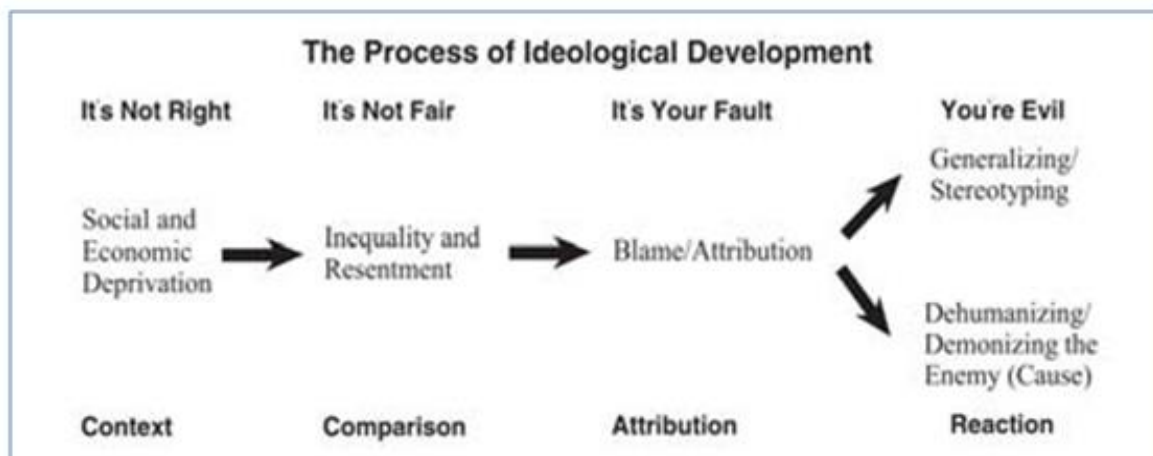 The Process of Ideological Development
It's Not Right
It's Not Fair
It's Your Fault
You're Evil
Social and
Economic
Deprivation
Inequality and
Resentment
Blame/Attribution
Generalizing/
Stereotyping
Dehumanizing/
Demonizing the
Enemy (Cause)
Context
Comparison
Attribution
Reaction